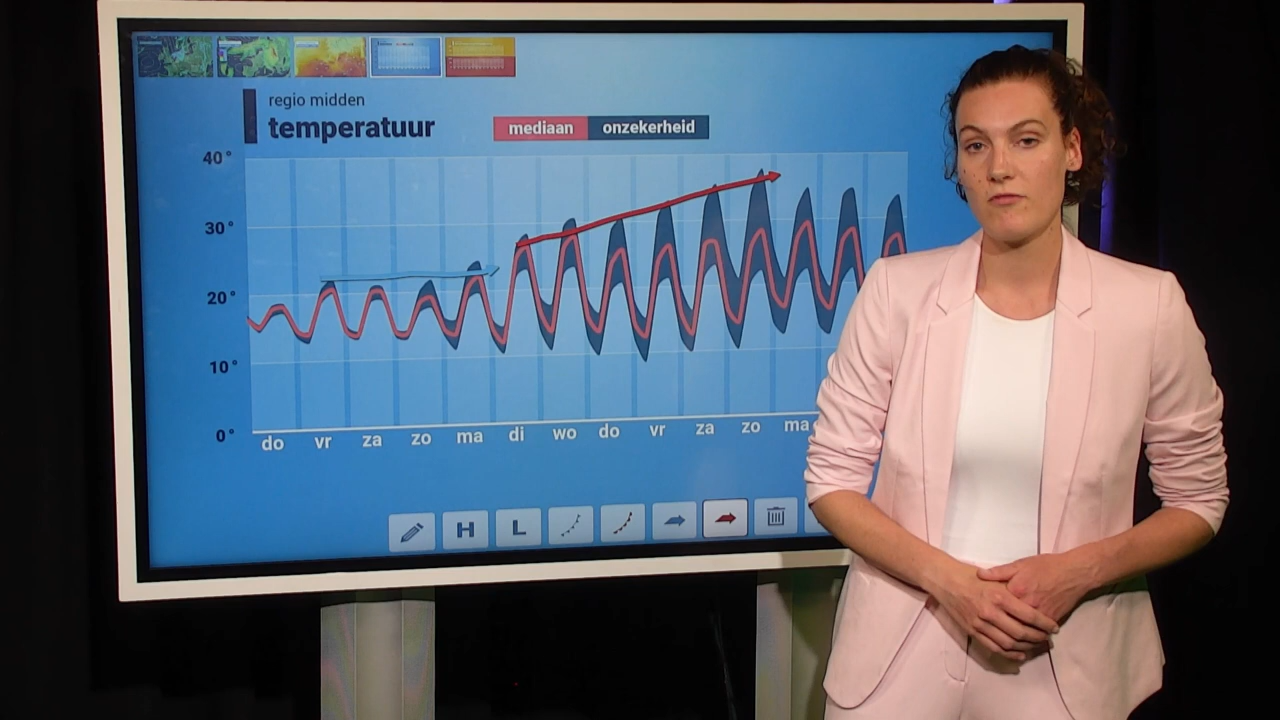 regio midden
temperatuur
mediaan onzekerheid
40°
30°
20°
10°
0°
do vr za zo ma di wo do vr za zo ma
H L